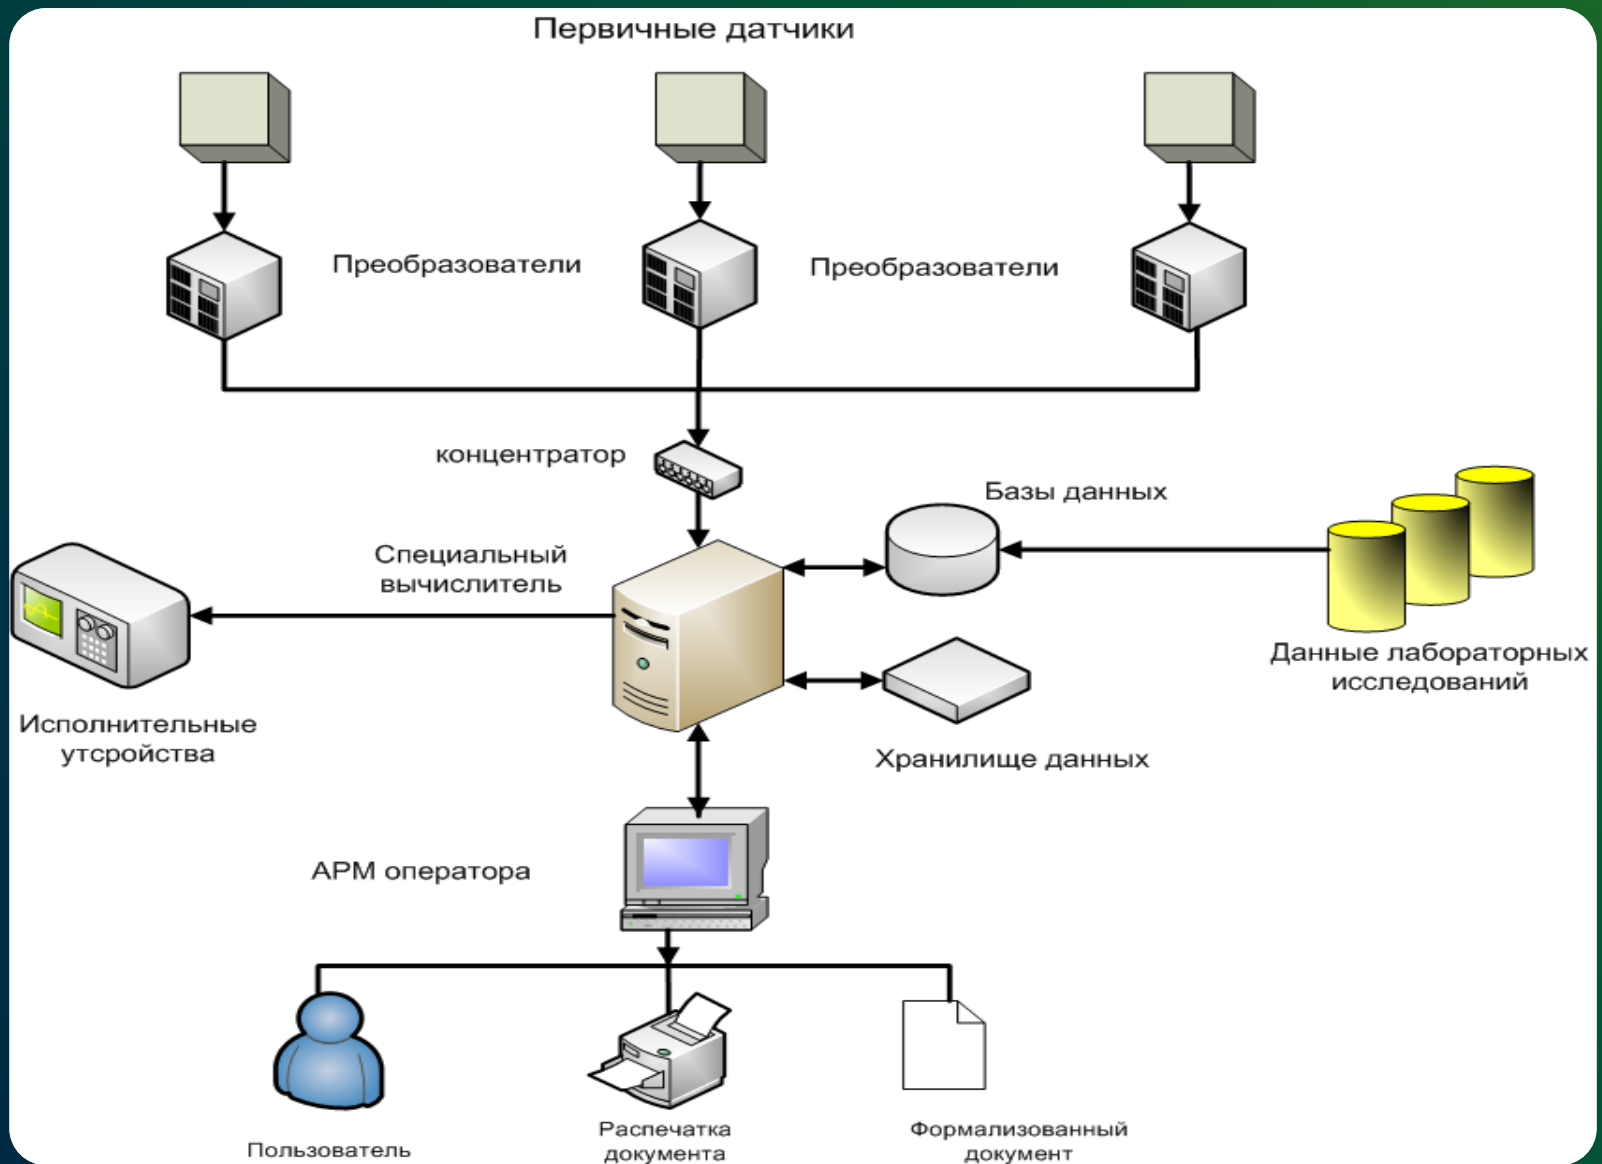 Первичные датчики
Преобразователи
Преобразователи
концентратор
Базы данных
Специальный
вычислитель
Данные лабораторных
исследований
Исполнительные
утсройства
Хранилище данных
АРМ оператора
Пользователь
Распечатка
документа
Формализованный
документ